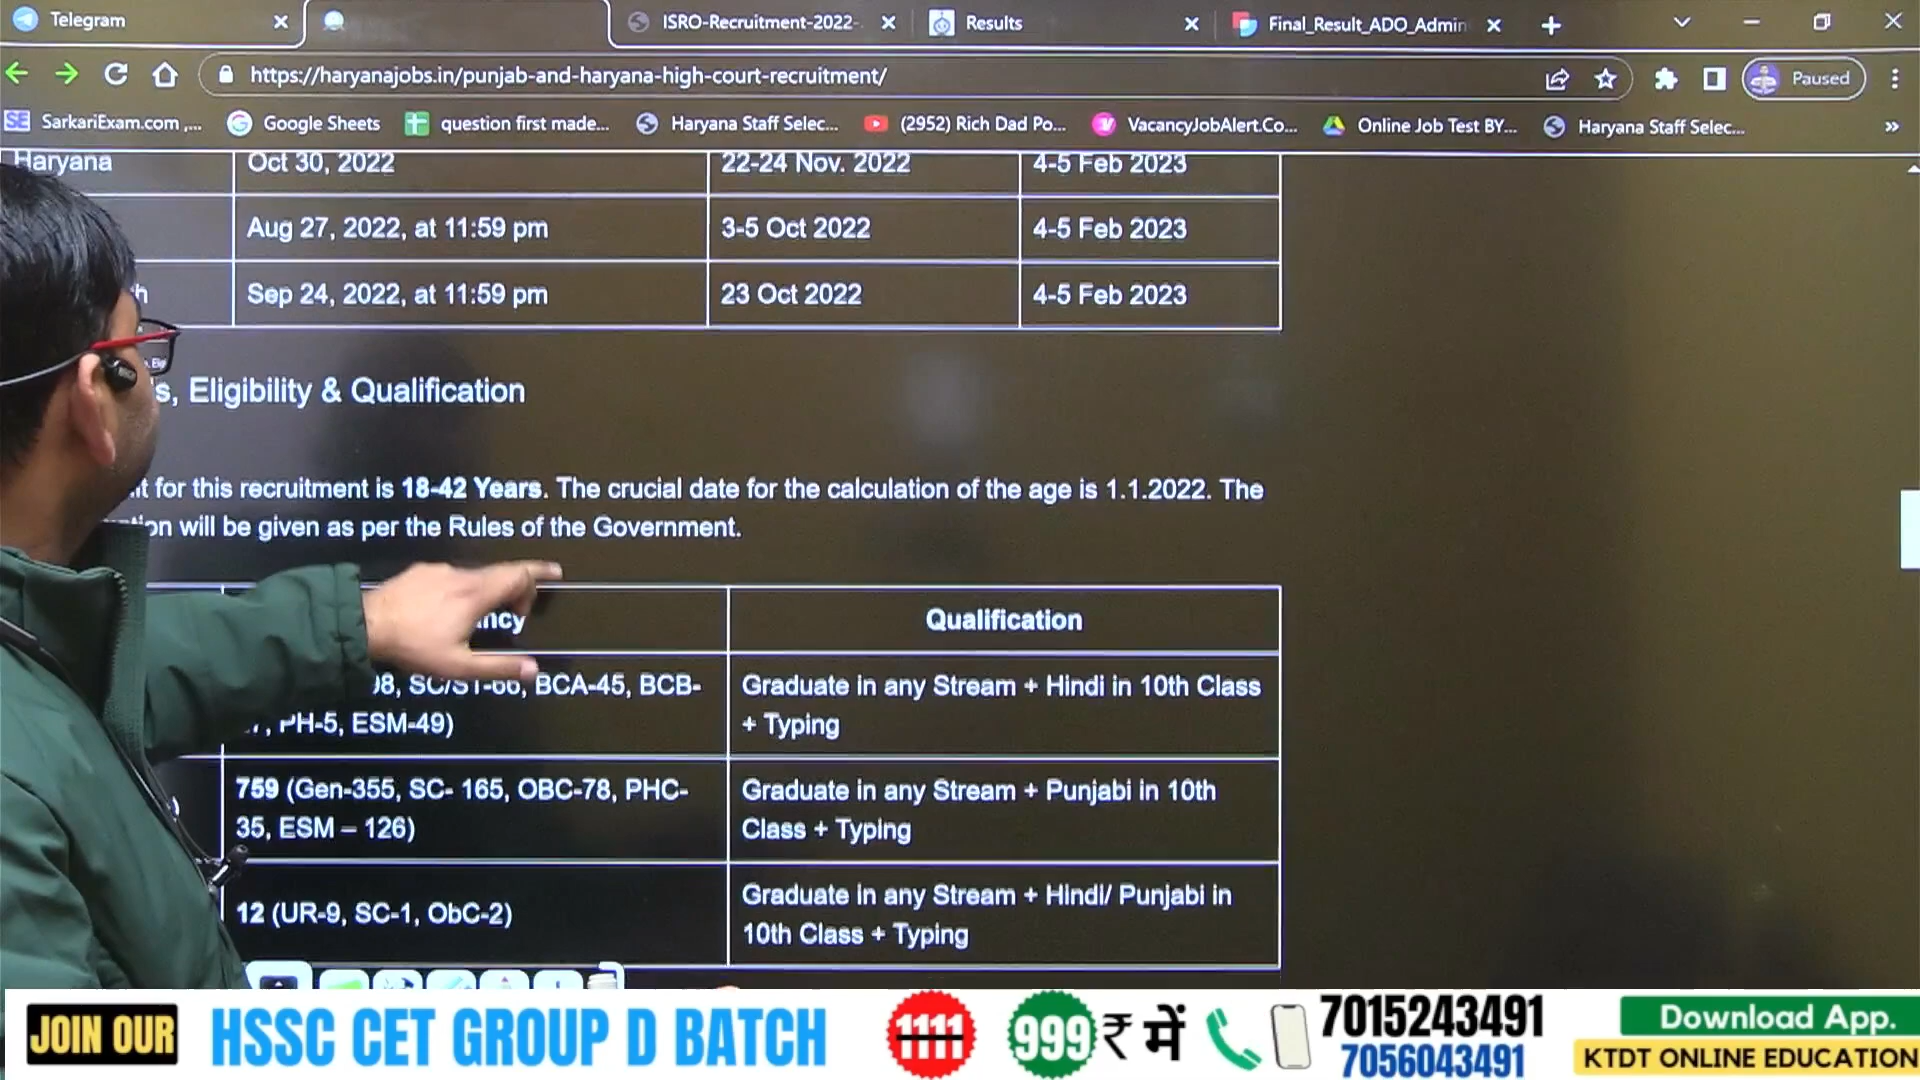 Telegram
ISRO-Recruitment-2022-
Results
Final_Result_ADO_Admin
https://haryanajobs.in/punjab-and-haryana-high-court-recruitment/
Paused
SE SarkariExam.com ,...
Google Sheets
question first made...
Haryana Staff Selec...
(2952) Rich Dad Po...
VacancyJobAlert.Co...
Online Job Test BY...
Haryana Staff Selec...
»
Haryana Oct 30, 2022 22-24 Nov. 2022 4-5 Feb 2023
Aug 27, 2022, at 11:59 pm 3-5 Oct 2022 4-5 Feb 2023
h Sep 24, 2022, at 11:59 pm 23 Oct 2022 4-5 Feb 2023
s, Eligibility & Qualification
it for this recruitment is 18-42 Years. The crucial date for the calculation of the age is 1.1.2022. The
on will be given as per the Rules of the Government.
ncy Qualification
98, SC/ST-66, BCA-45, BCB-
, PH-5, ESM-49)
Graduate in any Stream + Hindi in 10th Class
+ Typing
759 (Gen-355, SC- 165, OBC-78, PHC-
35, ESM – 126)
Graduate in any Stream + Punjabi in 10th
Class + Typing
12 (UR-9, SC-1, ObC-2)
Graduate in any Stream + Hindi/ Punjabi in
10th Class + Typing
JOIN OUR
HSSC CET GROUP D BATCH
1111
999 ₹ में
7015243491
7056043491
Download App.
KTDT ONLINE EDUCATION